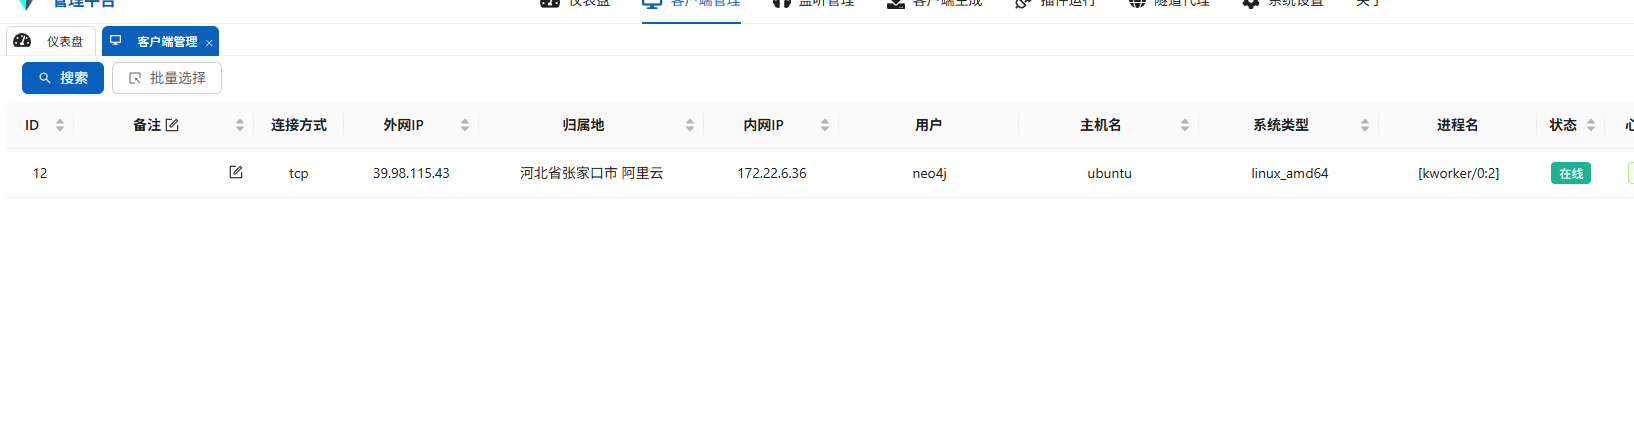 管理平台
仪表盘 客户端管理 监听管理 客户端生成 插件运行 隧道代理 系统设置 关于
仪表盘 客户端管理 ×
搜索 批量选择
ID 备注 连接方式 外网IP 归属地 内网IP 用户 主机名 系统类型 进程名 状态 心
12 tcp 39.98.115.43 河北省张家口市 阿里云 172.22.6.36 neo4j ubuntu linux_amd64 [kworker/0:2] 在线